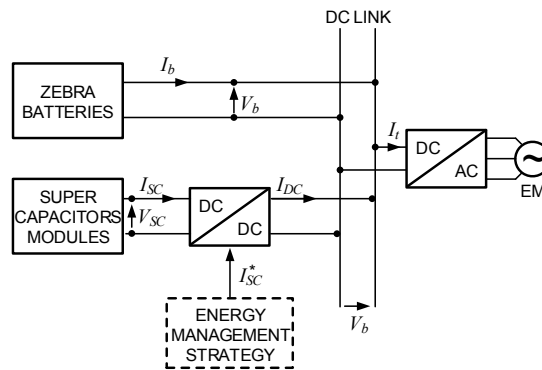 DC LINK
ZEBRA
BATTERIES
I_b
V_b
I_t
DC
AC
EM
SUPER
CAPACITORS
MODULES
I_SC
V_SC
DC
DC
I_DC
I_SC^*
ENERGY
MANAGEMENT
STRATEGY
V_b
~